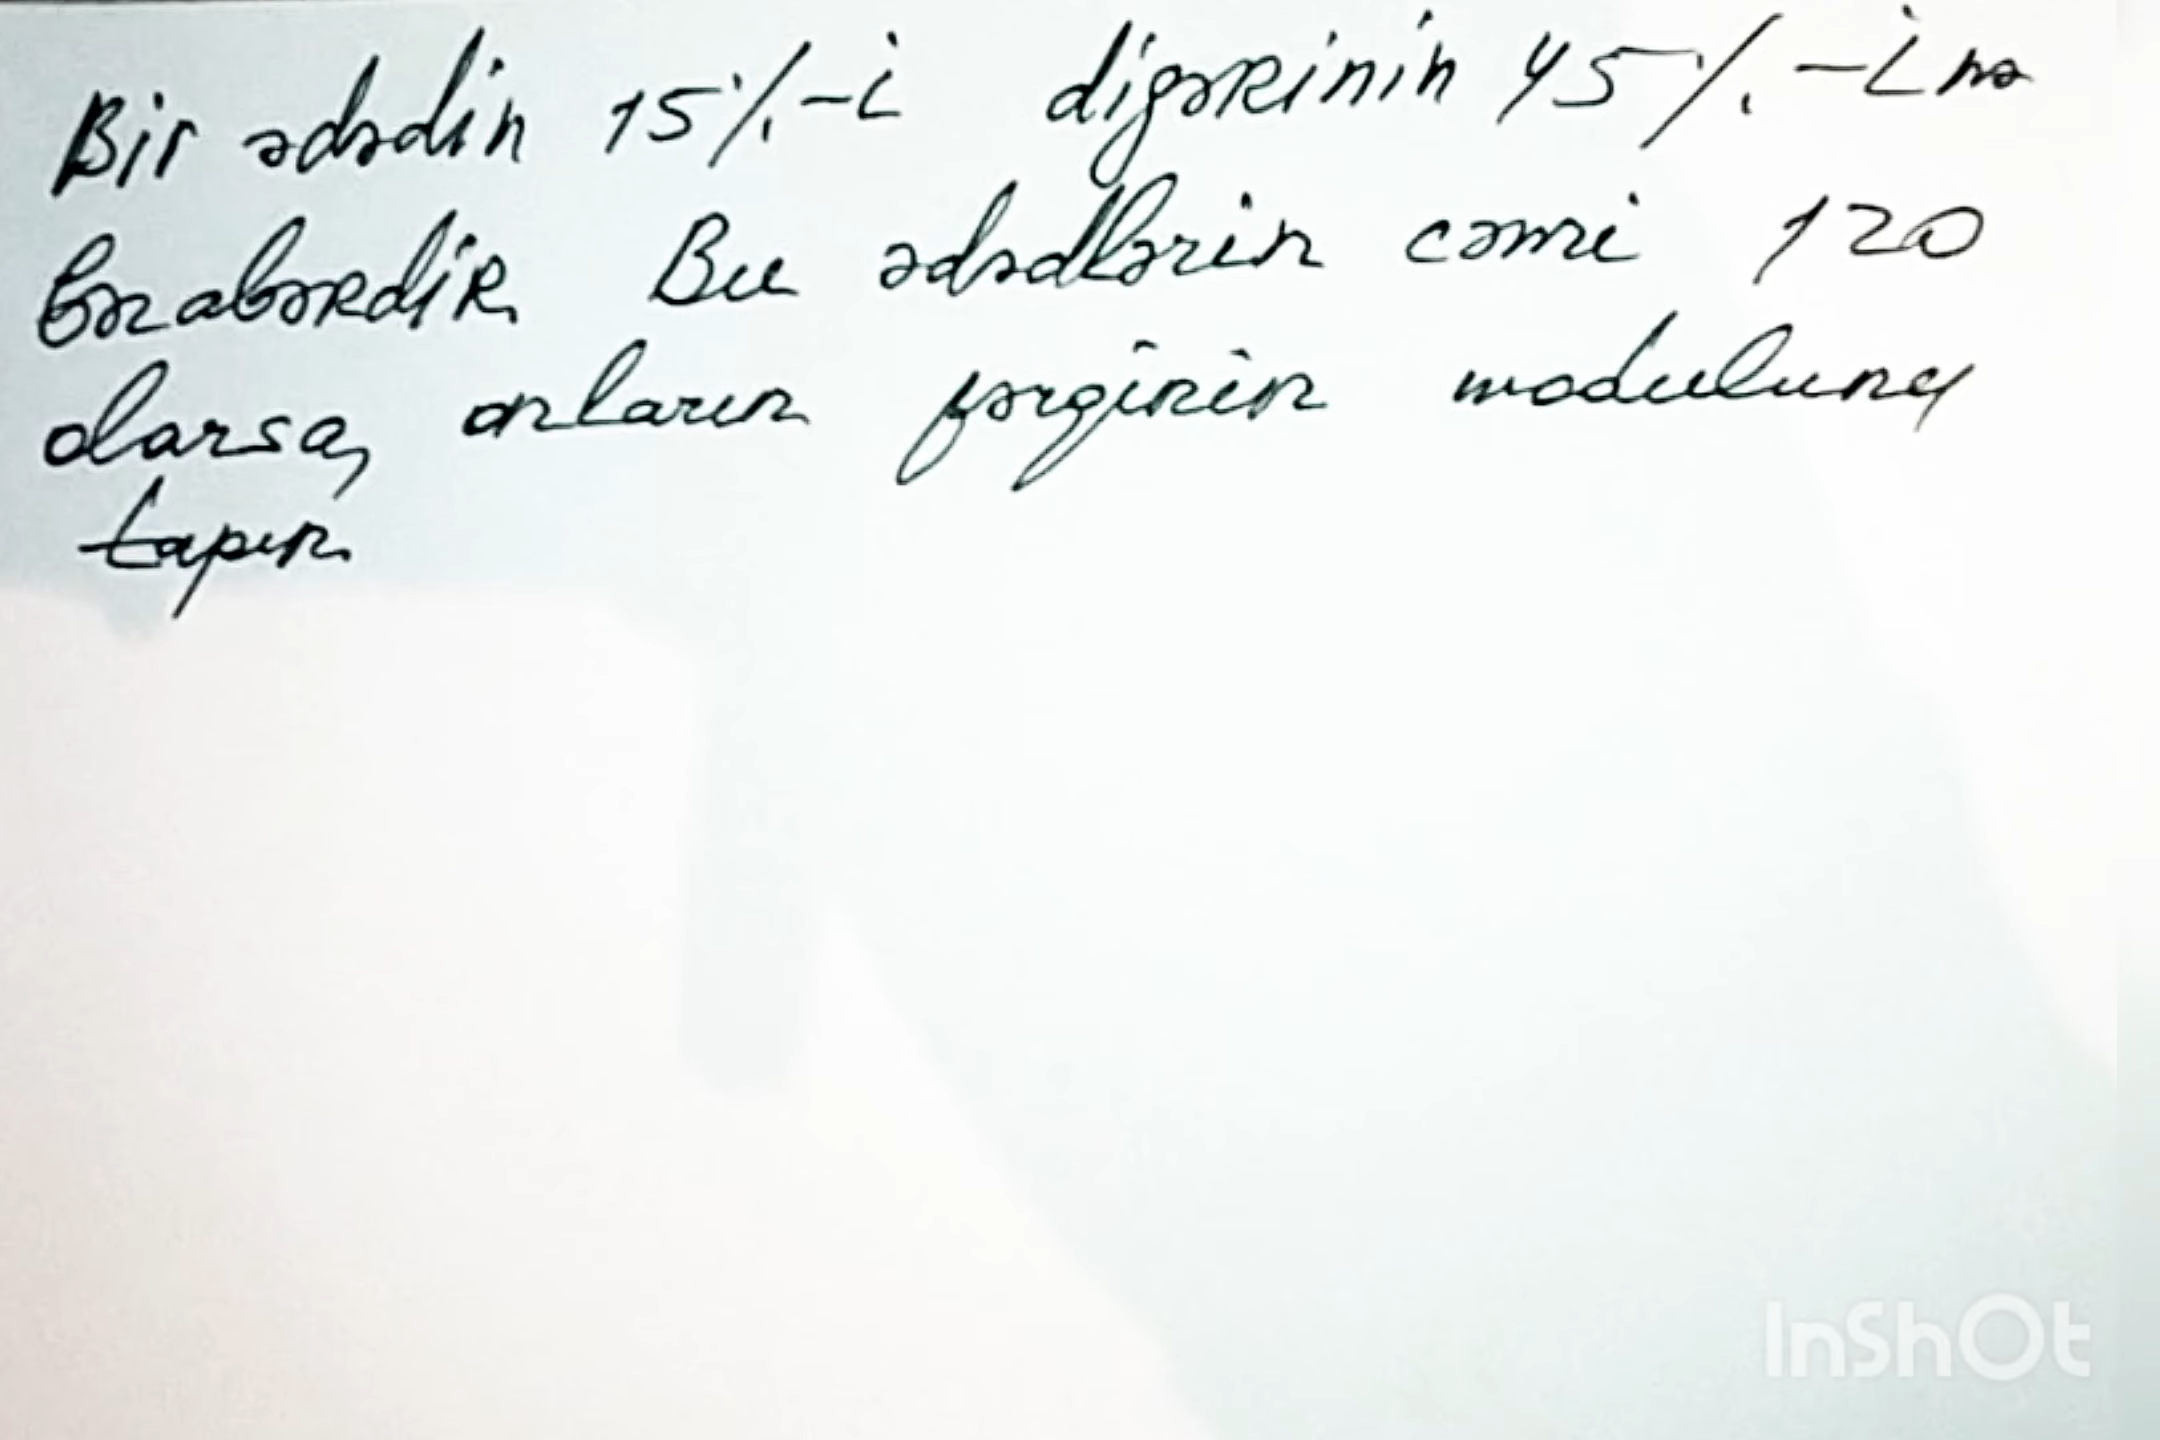 Bir ədədin 15%-i digərinin 45%-inə
bərabərdir. Bu ədədlərin cəmi 120
olarsa, onların fərqinin modulunu
tapın.
InShOt